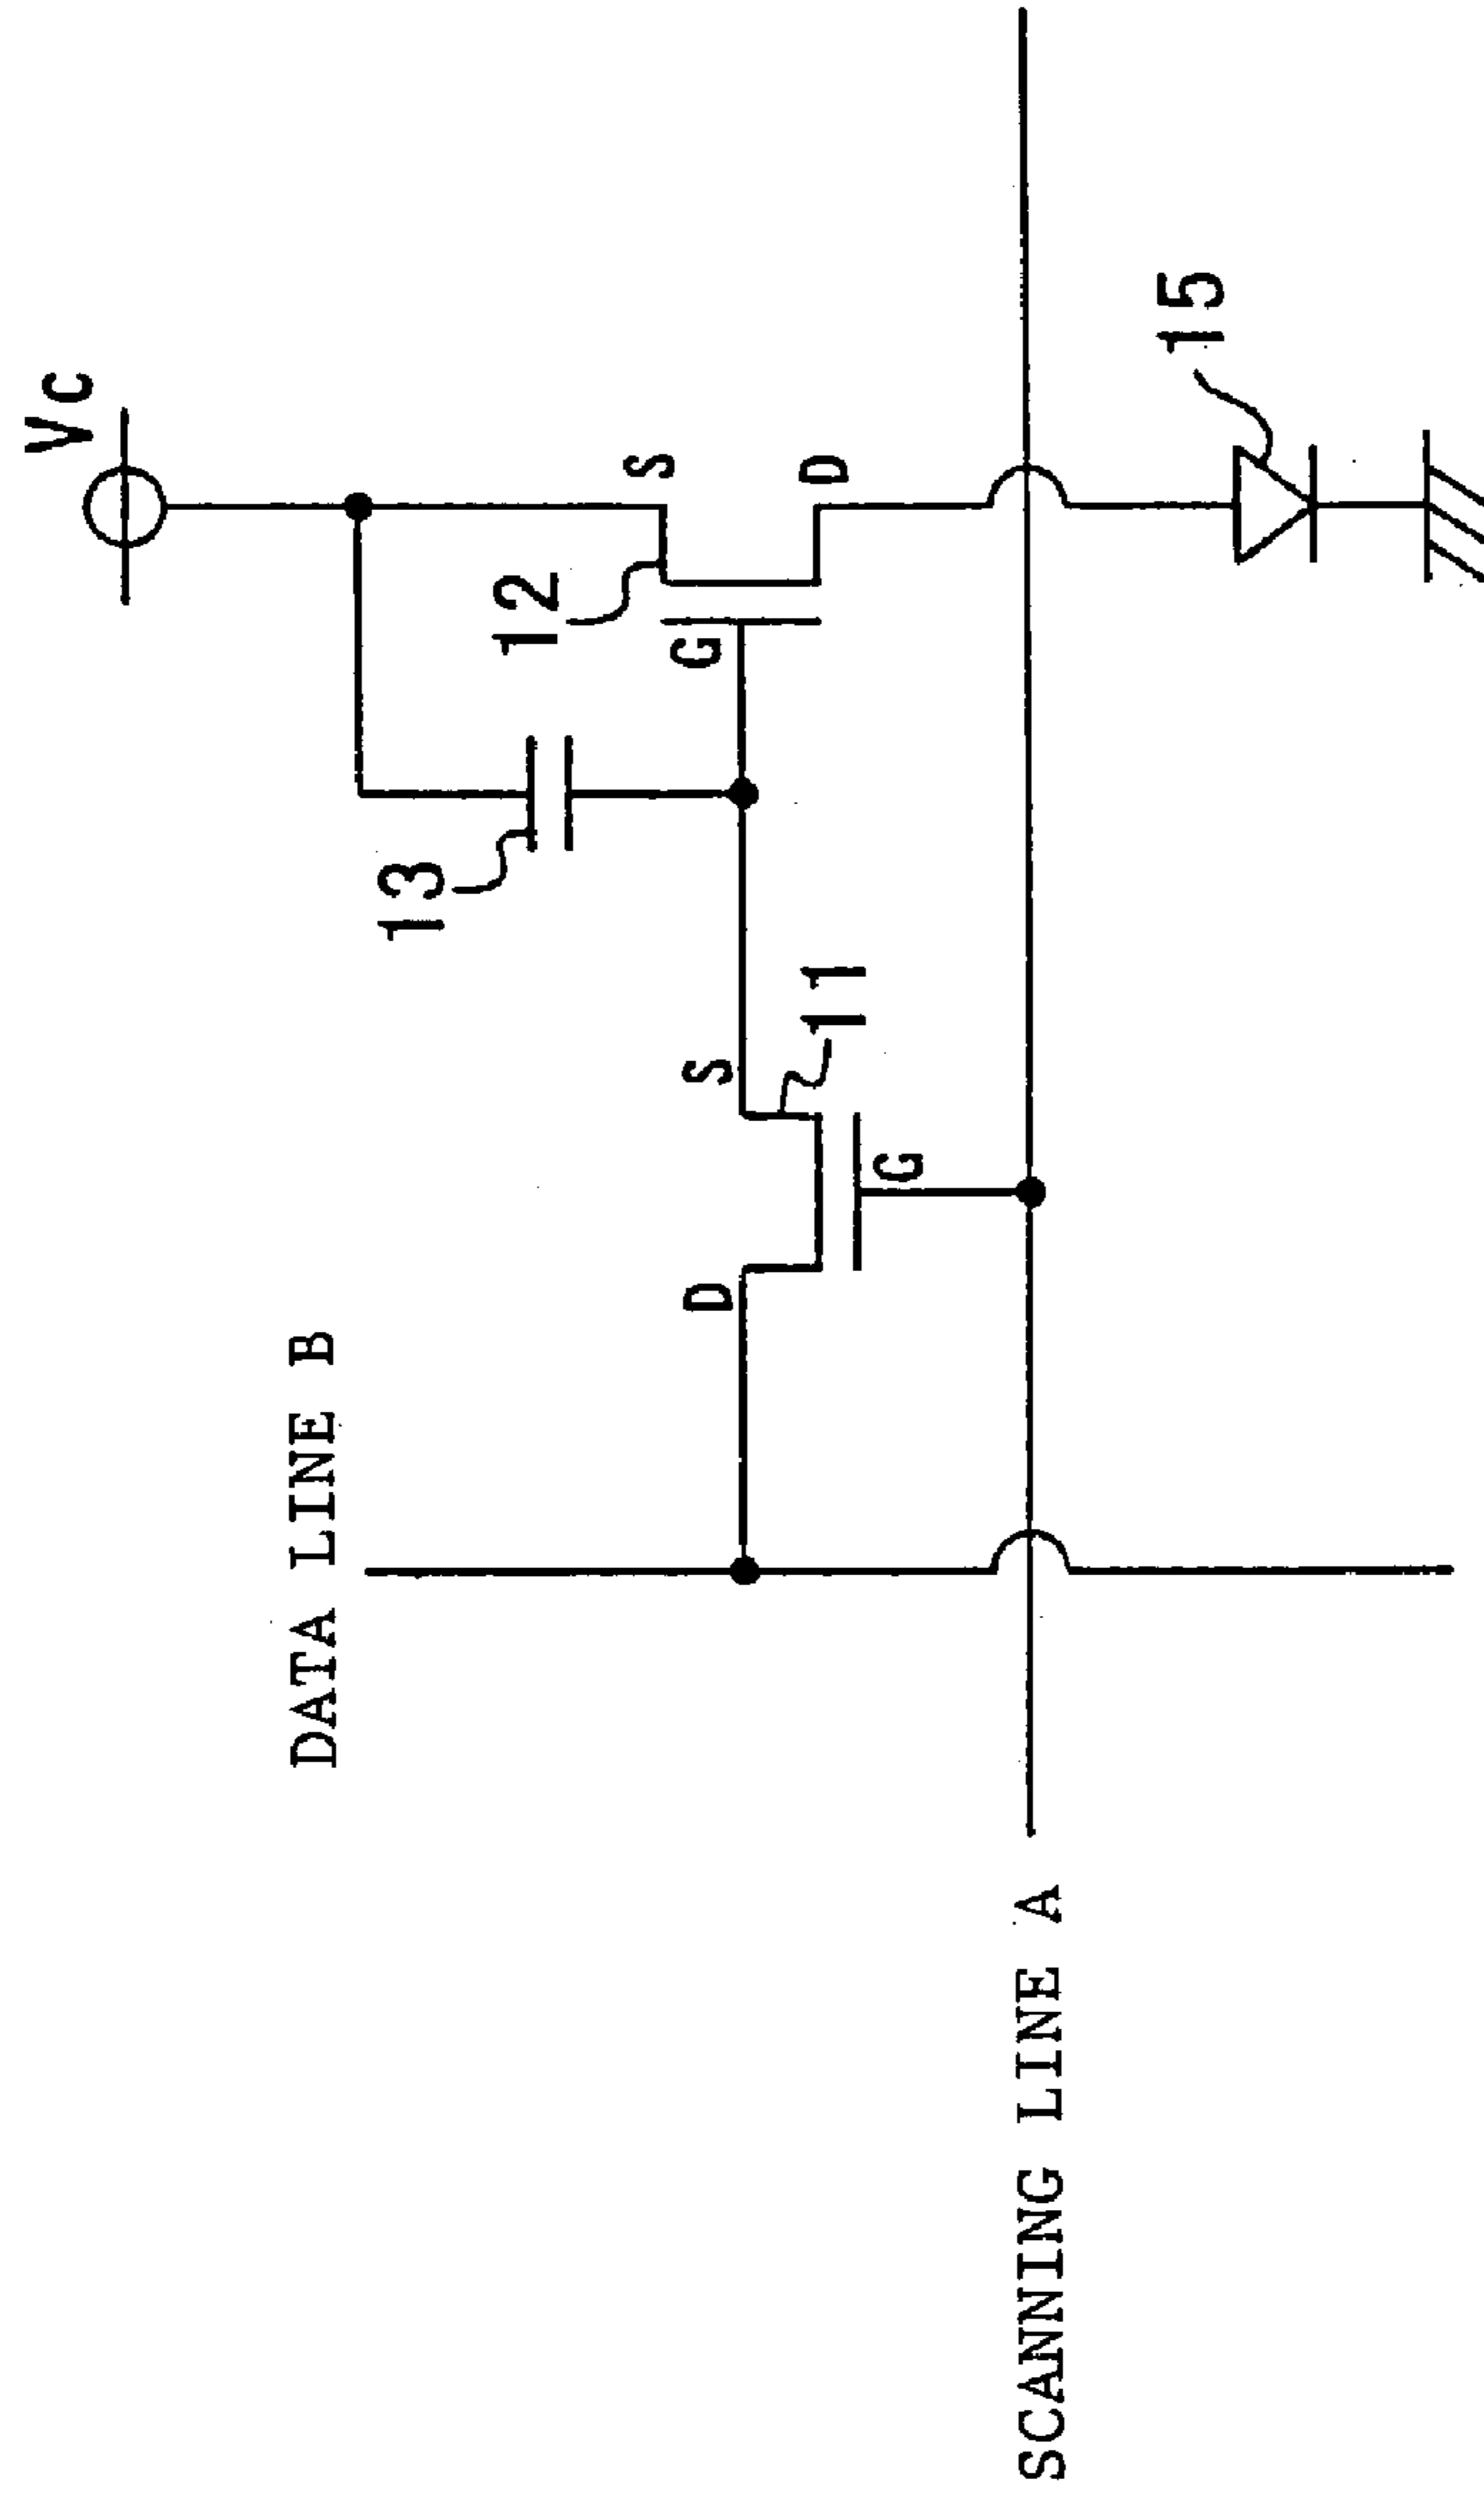 Vc
DATA LINE B
13
12
S
G
D
S
11
D
G
15
SCANNING LINE A